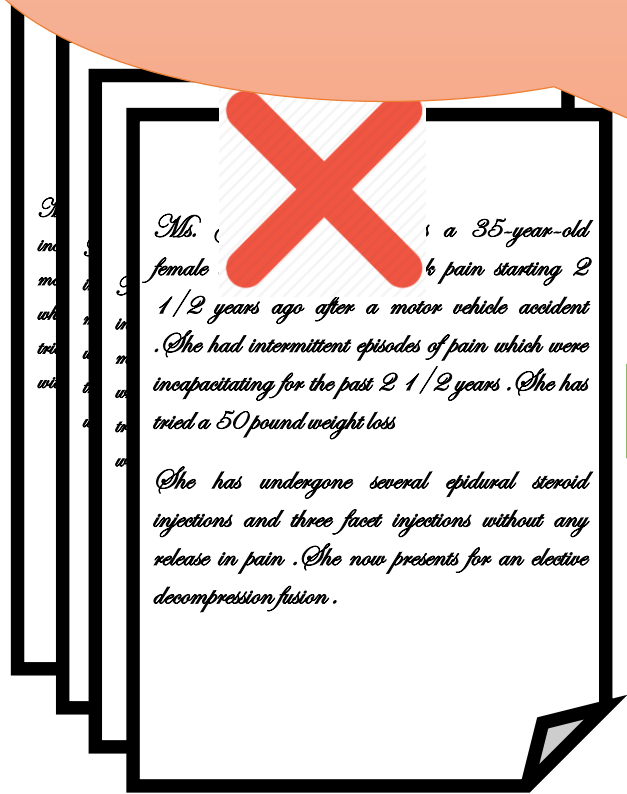 Ms. a 35-year-old
female pain starting 2
1/2 years ago after a motor vehicle accident
.She had intermittent episodes of pain which were
incapacitating for the past 2 1/2 years .She has
tried a 50 pound weight loss
She has undergone several epidural steroid
injections and three facet injections without any
release in pain .She now presents for an elective
decompression fusion .